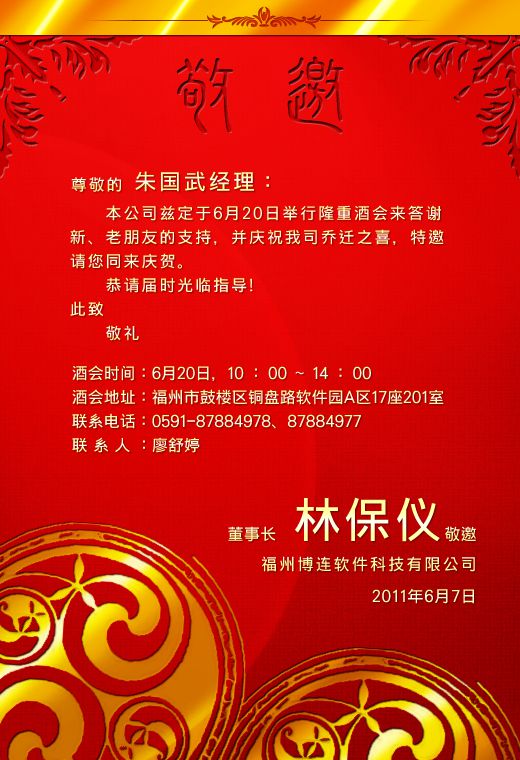 敬邀
尊敬的 朱国武经理：
本公司兹定于6月20日举行隆重酒会来答谢
新、老朋友的支持，并庆祝我司乔迁之喜，特邀
请您同来庆贺。
恭请届时光临指导!
此致
敬礼
酒会时间：6月20日，10 : 00 ~ 14 : 00
酒会地址：福州市鼓楼区铜盘路软件园A区17座201室
联系电话：0591-87884978、87884977
联 系 人 ：廖舒婷
董事长 林保仪 敬邀
福州博连软件科技有限公司
2011年6月7日